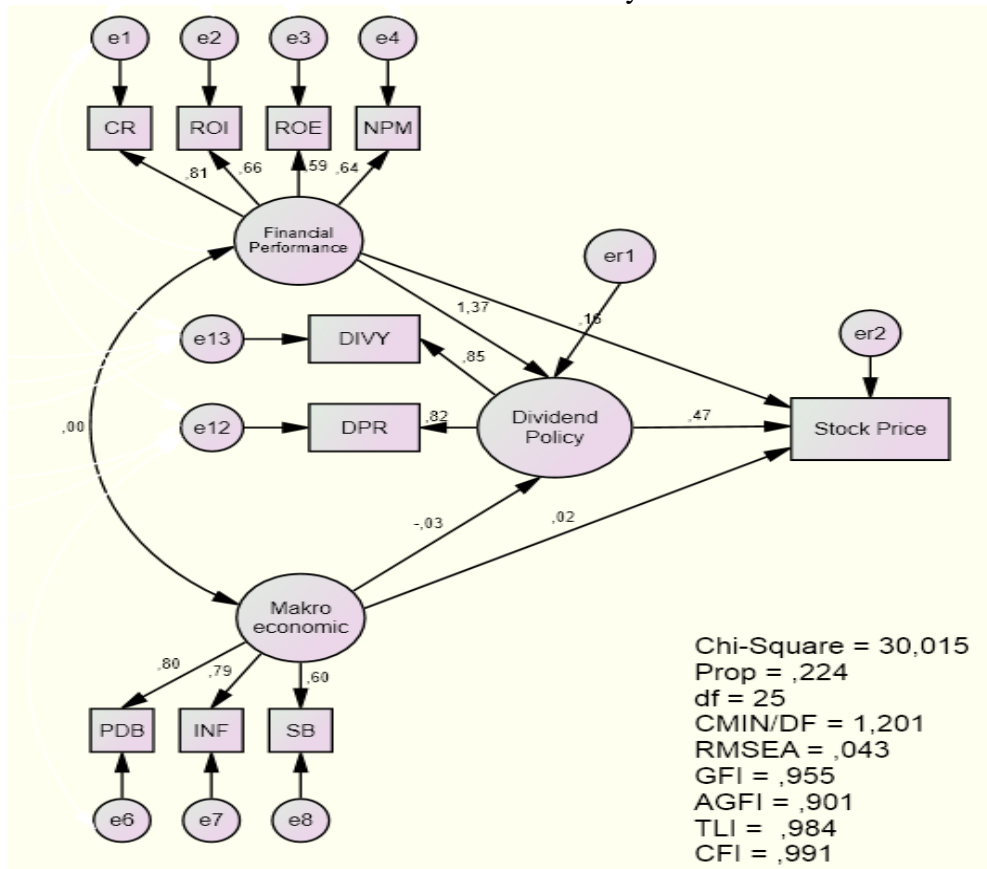 e1 e2 e3 e4
CR ROI ROE NPM
,81 ,66 ,59 ,64
Financial
Performance
er1
1,37 ,16
e13 DIVY ,85
er2
e12 DPR ,82
Dividend
Policy
,47
Stock Price
,00
-,03 ,02
Makro
economic
,80 ,79 ,60
PDB INF SB
e6 e7 e8
Chi-Square = 30,015
Prop = ,224
df = 25
CMIN/DF = 1,201
RMSEA = ,043
GFI = ,955
AGFI = ,901
TLI = ,984
CFI = ,991